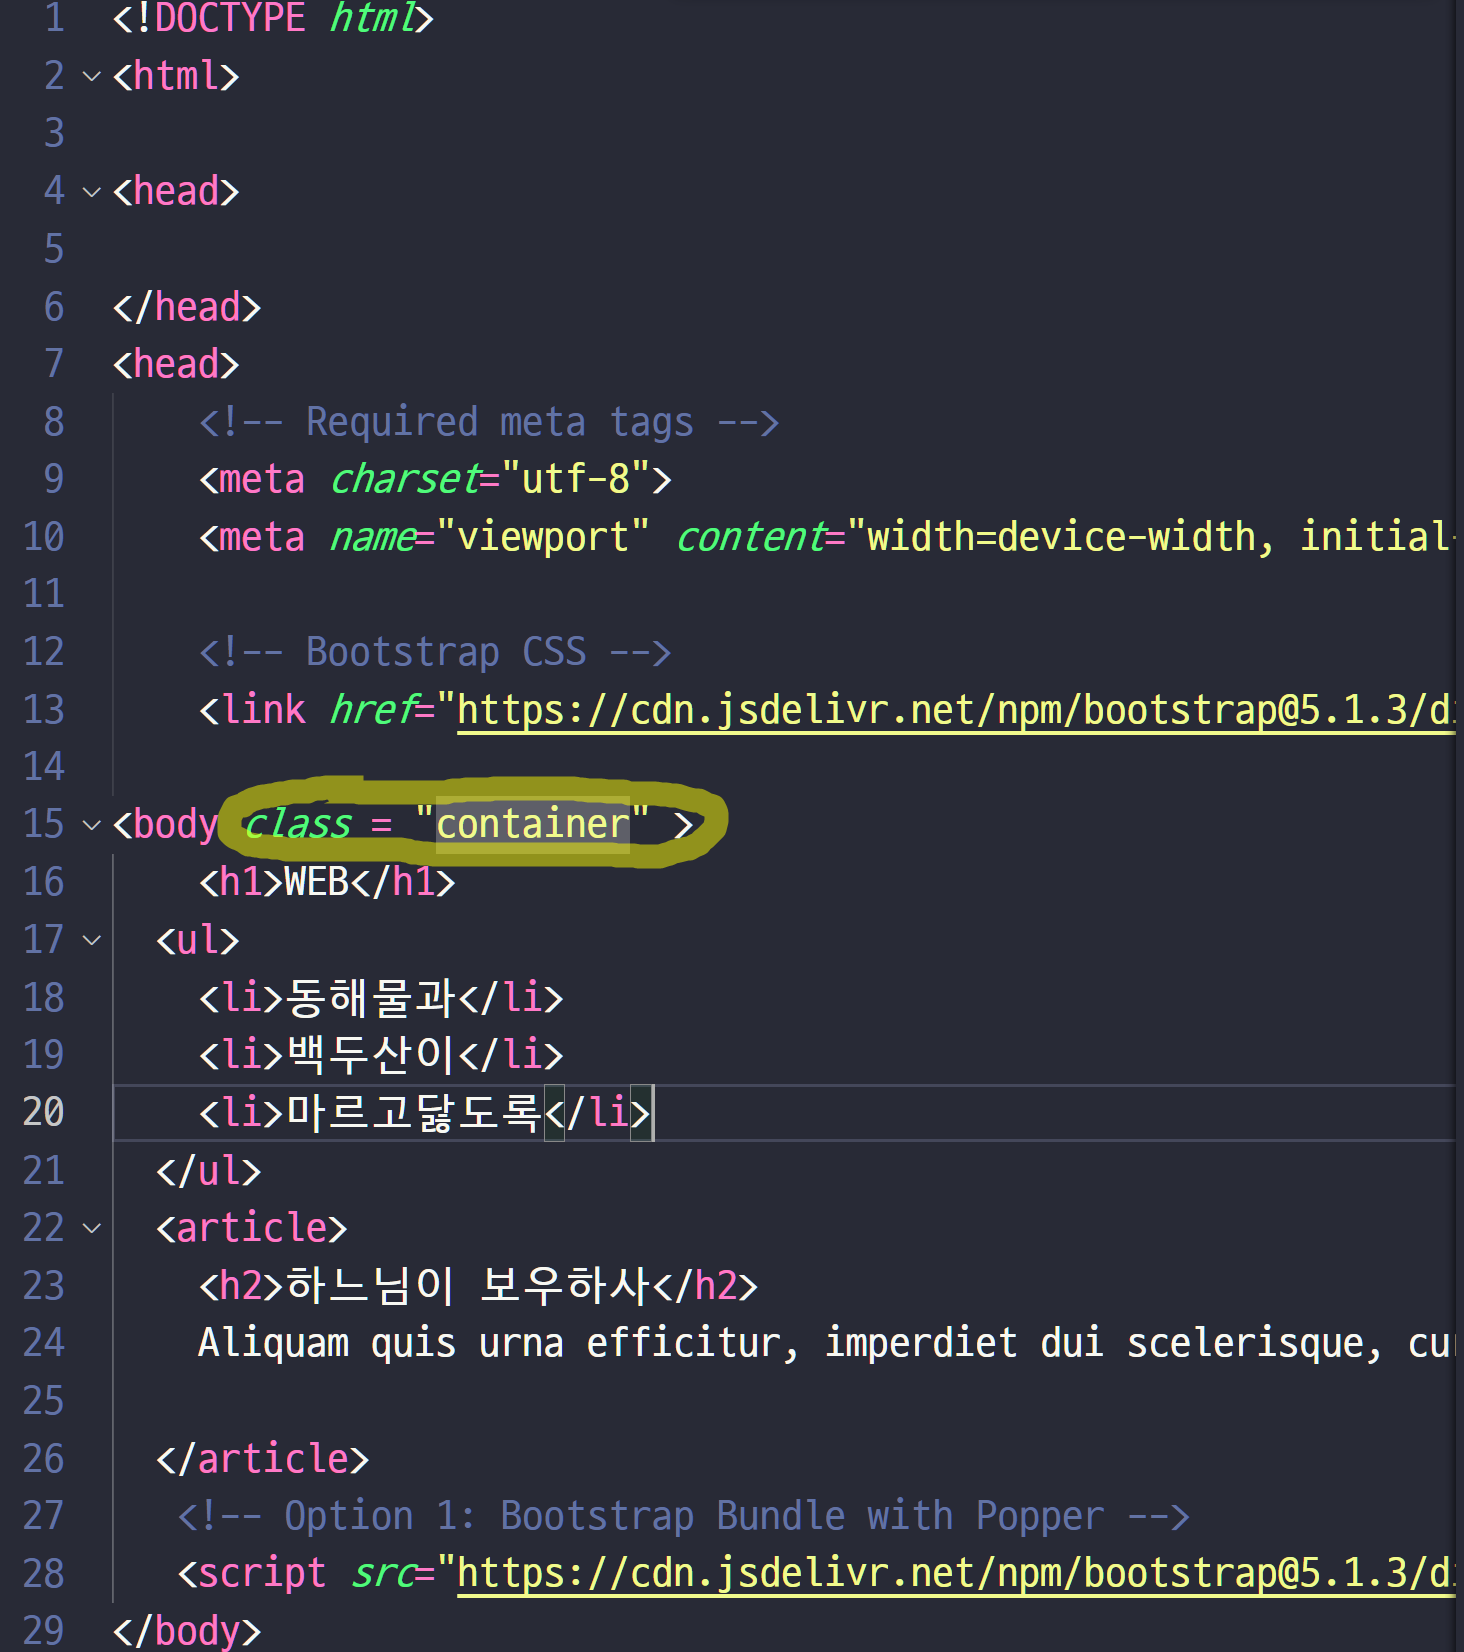 1 <!DOCTYPE html>
2 <html>
3
4 <head>
5
6 </head>
7 <head>
8 <!-- Required meta tags -->
9 <meta charset="utf-8">
10 <meta name="viewport" content="width=device-width, initial-
11
12 <!-- Bootstrap CSS -->
13 <link href="https://cdn.jsdelivr.net/npm/bootstrap@5.1.3/di
14
15 <body class = "container" >
16 <h1>WEB</h1>
17 <ul>
18 <li>동해물과</li>
19 <li>백두산이</li>
20 <li>마르고닳도록</li>
21 </ul>
22 <article>
23 <h2>하느님이 보우하사</h2>
24 Aliquam quis urna efficitur, imperdiet dui scelerisque, cur
25
26 </article>
27 <!-- Option 1: Bootstrap Bundle with Popper -->
28 <script src="https://cdn.jsdelivr.net/npm/bootstrap@5.1.3/di
29 </body>